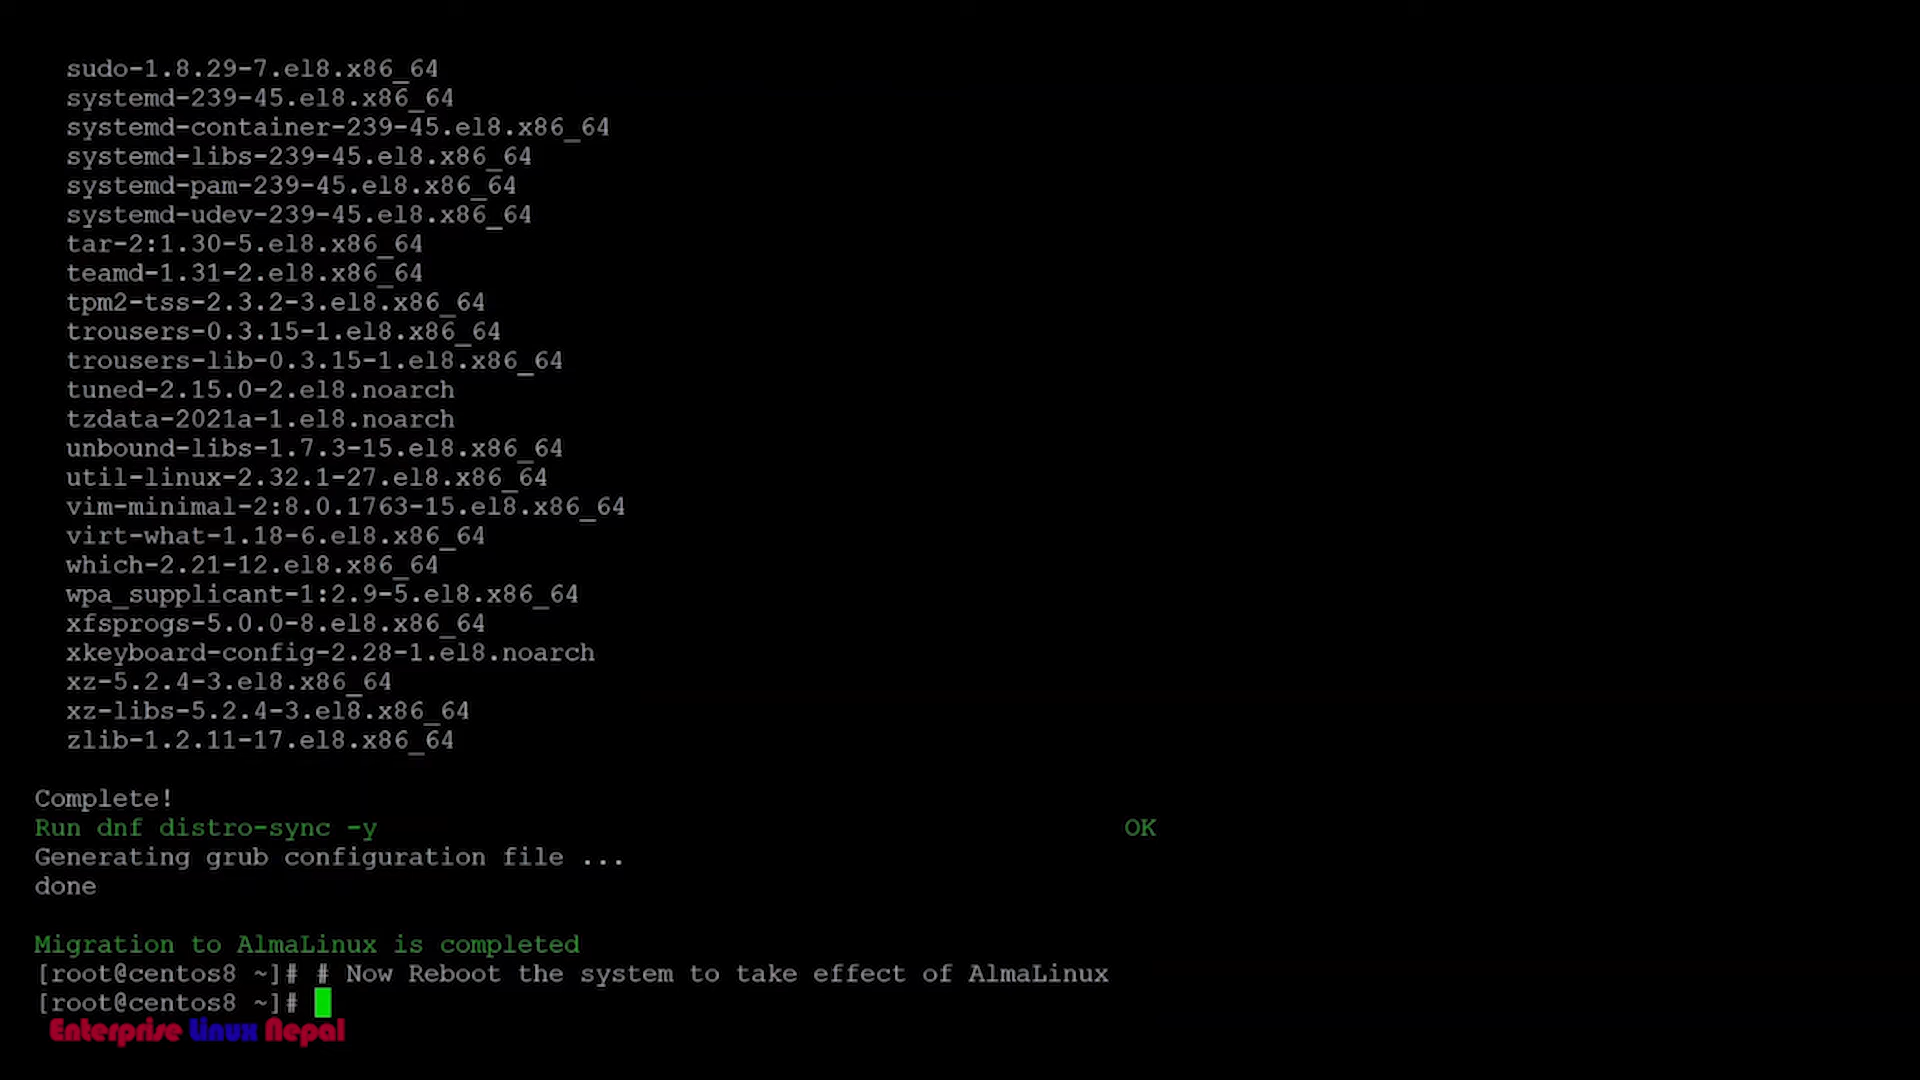 sudo-1.8.29-7.el8.x86_64
systemd-239-45.el8.x86_64
systemd-container-239-45.el8.x86_64
systemd-libs-239-45.el8.x86_64
systemd-pam-239-45.el8.x86_64
systemd-udev-239-45.el8.x86_64
tar-2:1.30-5.el8.x86_64
teamd-1.31-2.el8.x86_64
tpm2-tss-2.3.2-3.el8.x86_64
trousers-0.3.15-1.el8.x86_64
trousers-lib-0.3.15-1.el8.x86_64
tuned-2.15.0-2.el8.noarch
tzdata-2021a-1.el8.noarch
unbound-libs-1.7.3-15.el8.x86_64
util-linux-2.32.1-27.el8.x86_64
vim-minimal-2:8.0.1763-15.el8.x86_64
virt-what-1.18-6.el8.x86_64
which-2.21-12.el8.x86_64
wpa_supplicant-1:2.9-5.el8.x86_64
xfsprogs-5.0.0-8.el8.x86_64
xkeyboard-config-2.28-1.el8.noarch
xz-5.2.4-3.el8.x86_64
xz-libs-5.2.4-3.el8.x86_64
zlib-1.2.11-17.el8.x86_64
Complete!
Run dnf distro-sync -y OK
Generating grub configuration file ...
done
Migration to AlmaLinux is completed
[root@centos8 ~]# # Now Reboot the system to take effect of AlmaLinux
[root@centos8 ~]#
Enterprise Linux Nepal